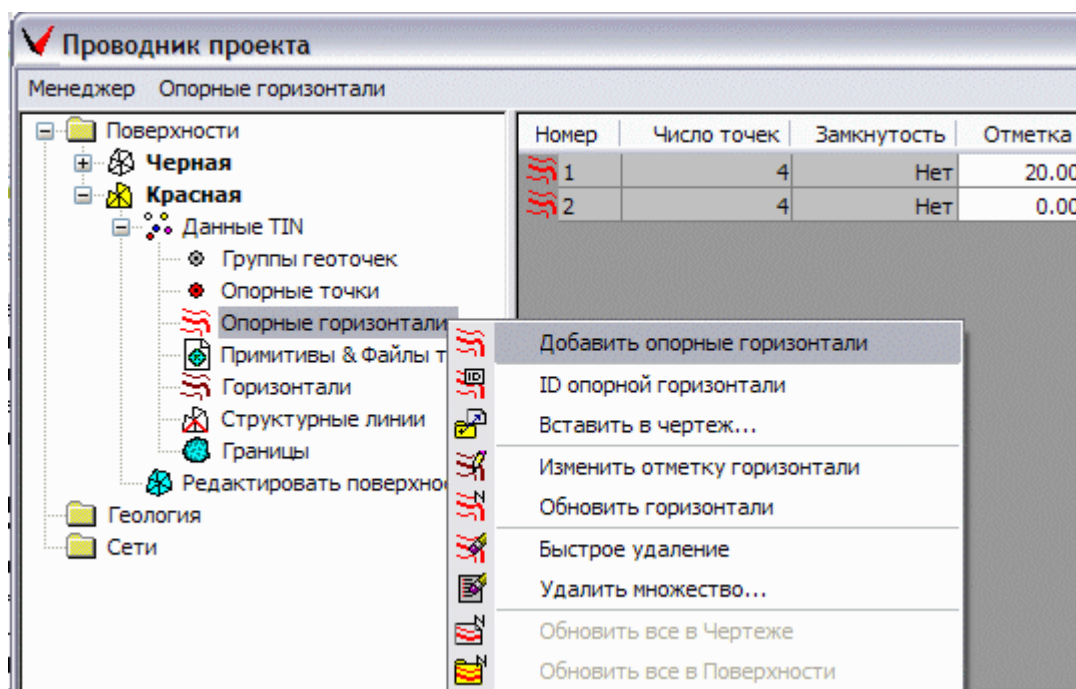 Проводник проекта
Менеджер Опорные горизонтали
Поверхности
Черная
Красная
Данные TIN
Группы геоточек
Опорные точки
Опорные горизонтали
Примитивы & Файлы т
Горизонтали
Структурные линии
Границы
Редактировать поверхно
Геология
Сети
Номер Число точек Замкнутость Отметка
1 4 Нет 20.00
2 4 Нет 0.00
Добавить опорные горизонтали
ID опорной горизонтали
Вставить в чертеж...
Изменить отметку горизонтали
Обновить горизонтали
Быстрое удаление
Удалить множество...
Обновить все в Чертеже
Обновить все в Поверхности